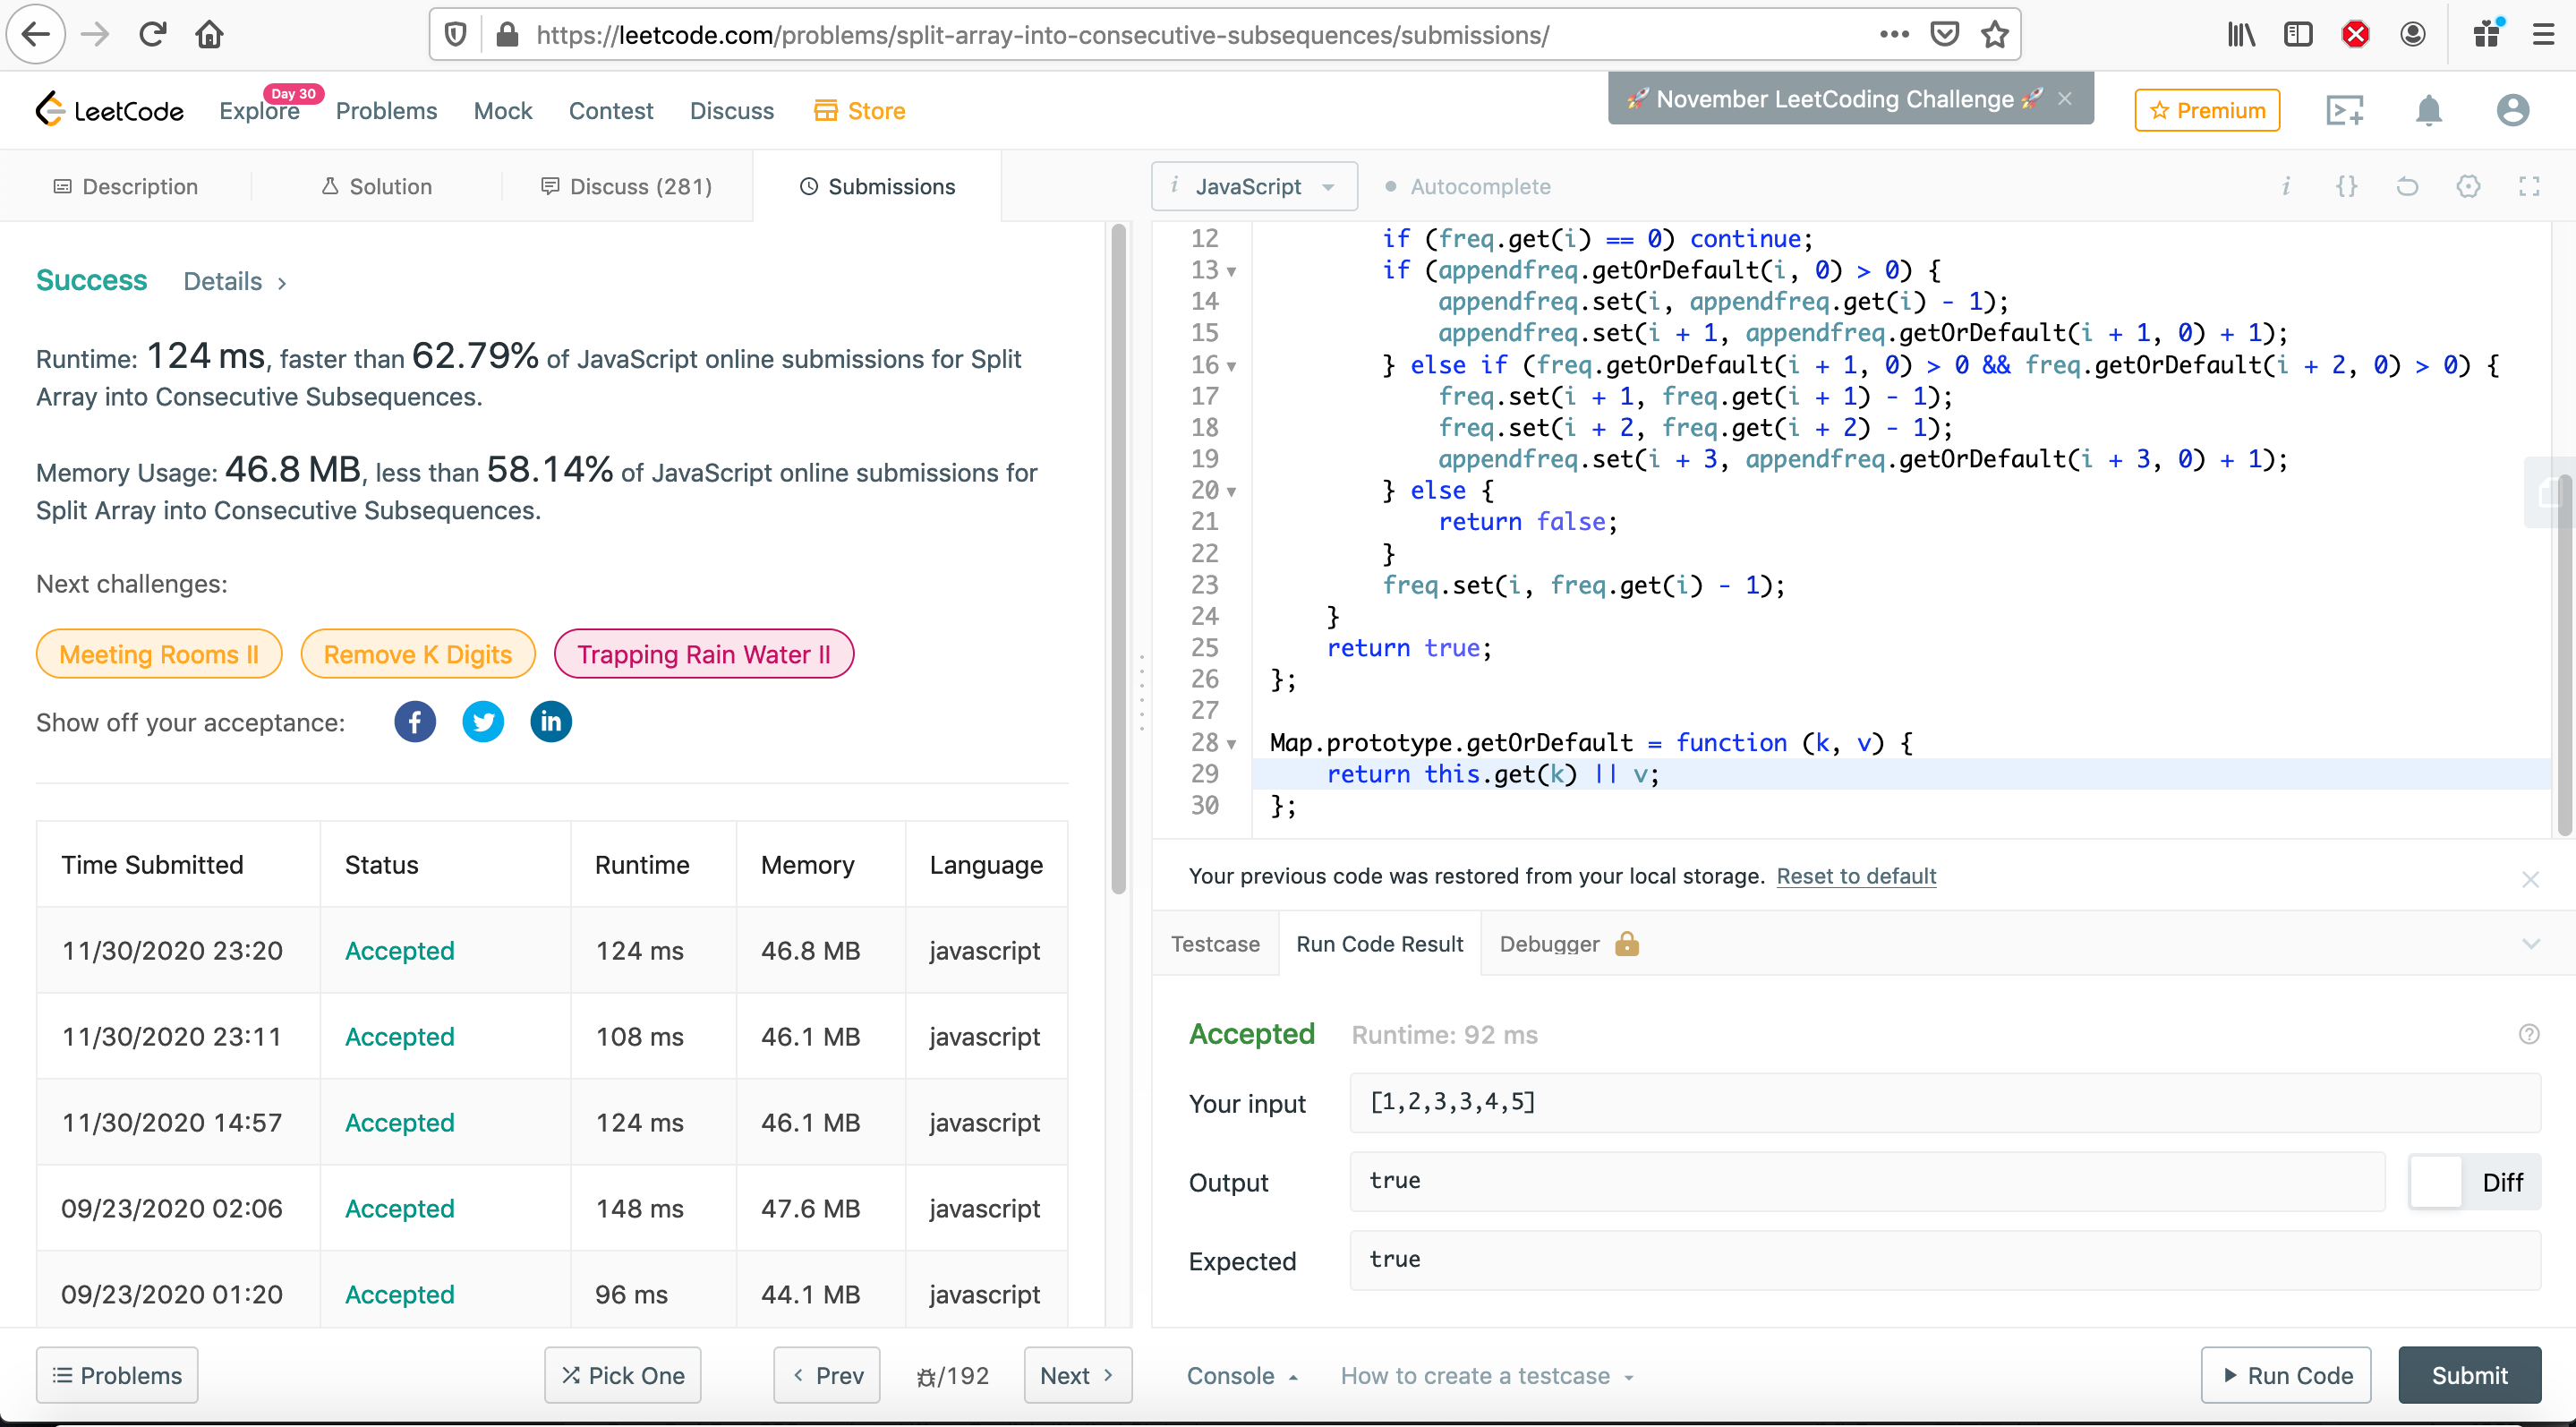 https://leetcode.com/problems/split-array-into-consecutive-subsequences/submissions/
LeetCode
Explore
Day 30
Problems
Mock
Contest
Discuss
Store
🚀 November LeetCoding Challenge 🚀
Premium
Description
Solution
Discuss (281)
Submissions
Success Details >
Runtime: 124 ms, faster than 62.79% of JavaScript online submissions for Split
Array into Consecutive Subsequences.
Memory Usage: 46.8 MB, less than 58.14% of JavaScript online submissions for
Split Array into Consecutive Subsequences.
Next challenges:
Meeting Rooms II
Remove K Digits
Trapping Rain Water II
Show off your acceptance:
Time Submitted Status Runtime Memory Language
11/30/2020 23:20 Accepted 124 ms 46.8 MB javascript
11/30/2020 23:11 Accepted 108 ms 46.1 MB javascript
11/30/2020 14:57 Accepted 124 ms 46.1 MB javascript
09/23/2020 02:06 Accepted 148 ms 47.6 MB javascript
09/23/2020 01:20 Accepted 96 ms 44.1 MB javascript
Problems
Pick One
Prev
/192
Next
i JavaScript
Autocomplete
i {}
12 if (freq.get(i) == 0) continue;
13 if (appendfreq.getOrDefault(i, 0) > 0) {
14 appendfreq.set(i, appendfreq.get(i) - 1);
15 appendfreq.set(i + 1, appendfreq.getOrDefault(i + 1, 0) + 1);
16 } else if (freq.getOrDefault(i + 1, 0) > 0 && freq.getOrDefault(i + 2, 0) > 0) {
17 freq.set(i + 1, freq.get(i + 1) - 1);
18 freq.set(i + 2, freq.get(i + 2) - 1);
19 appendfreq.set(i + 3, appendfreq.getOrDefault(i + 3, 0) + 1);
20 } else {
21 return false;
22 }
23 freq.set(i, freq.get(i) - 1);
24 }
25 return true;
26 };
27
28 Map.prototype.getOrDefault = function (k, v) {
29 return this.get(k) || v;
30 };
Your previous code was restored from your local storage. Reset to default
Testcase
Run Code Result
Debugger
Accepted Runtime: 92 ms
Your input [1,2,3,3,4,5]
Output true Diff
Expected true
Console
How to create a testcase
Run Code
Submit